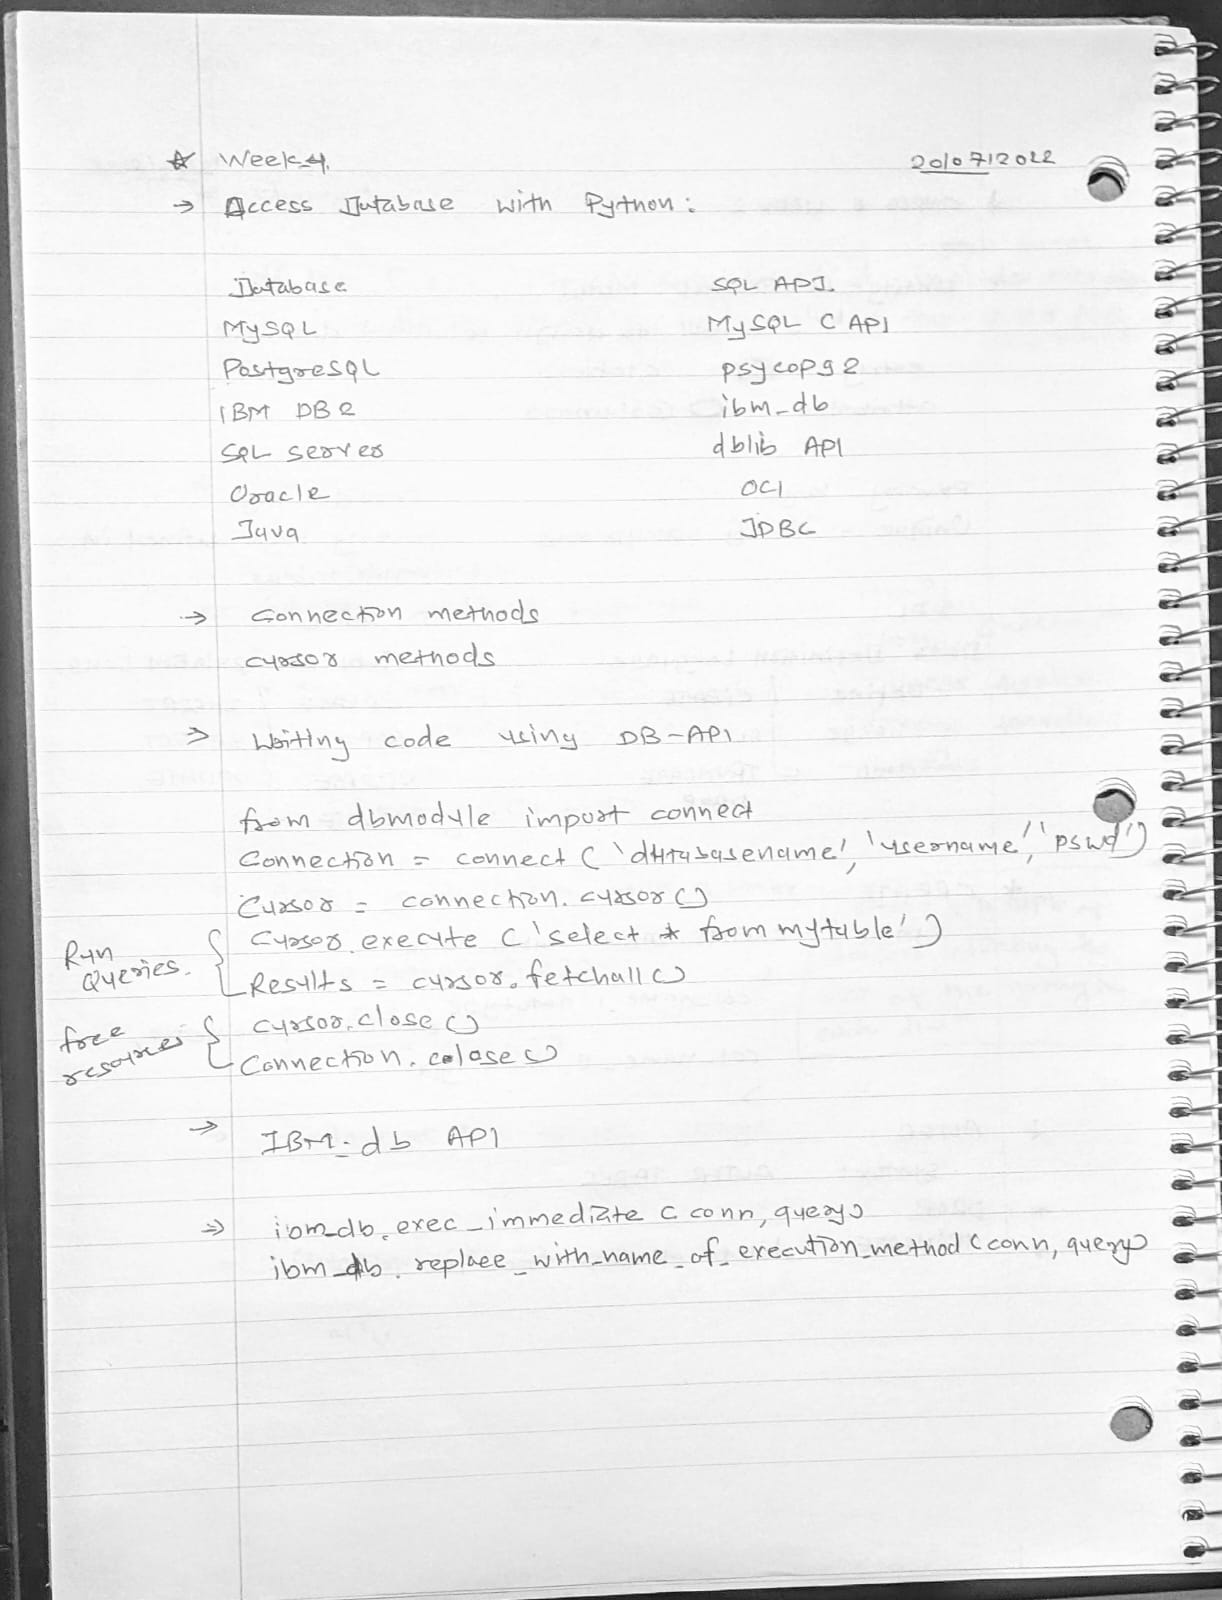 ☆ Week-4. 20/07/2022
→ Access Database with Python:
Database SQL API.
MySQL MySQL C API
PostgreSQL psycopg2
IBM DB2 ibm_db
SQL server dblib API
Oracle OCI
Java JDBC
→ Connection methods
cursor methods
→ Writing code using DB-API
from dbmodule import connect
Connection = connect ('databasename', 'username', 'pswd')
Cursor = connection.cursor()
Run Queries. { Cursor.execute ('select * from mytable')
Results = cursor.fetchall()
free resources { cursor.close()
Connection.colose()
→ IBM-db API
⇒ ibm_db.exec_immediate (conn, query)
ibm_db.replace_with_name_of_execution_method (conn, query)